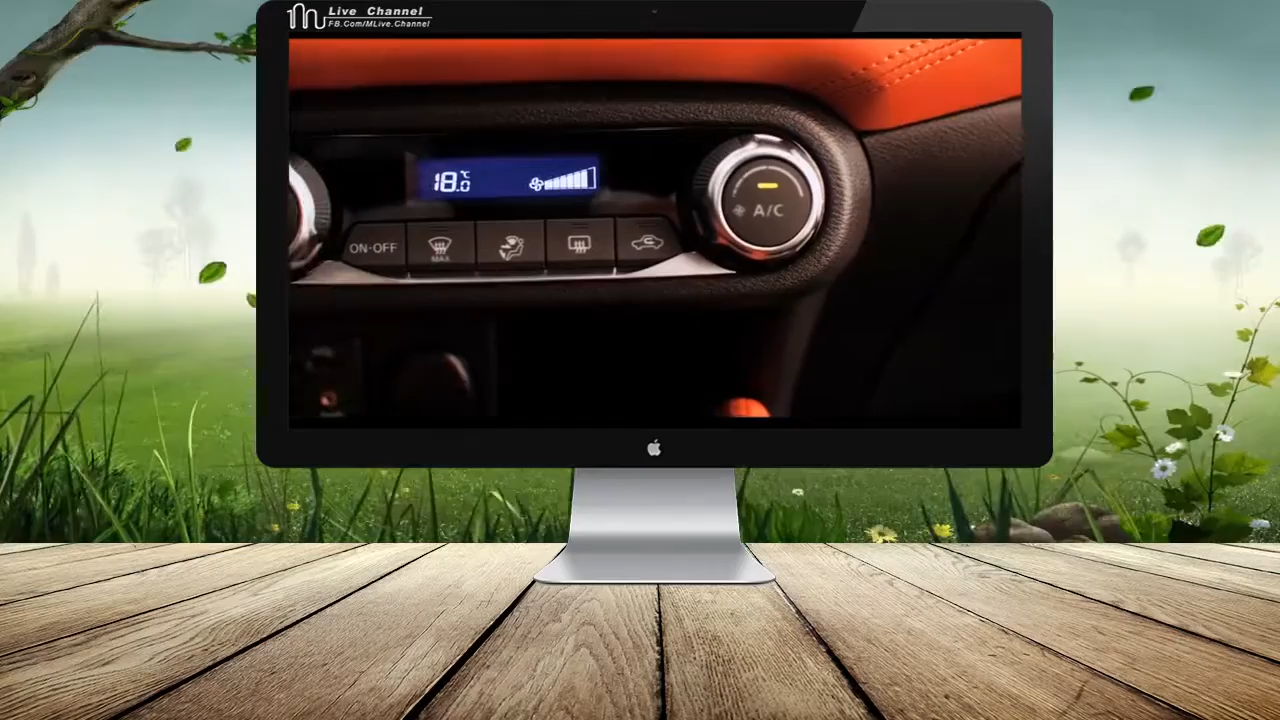 Live Channel
FB.Com/MLive.Channel
18.0 °C
A/C
ON-OFF
MAX